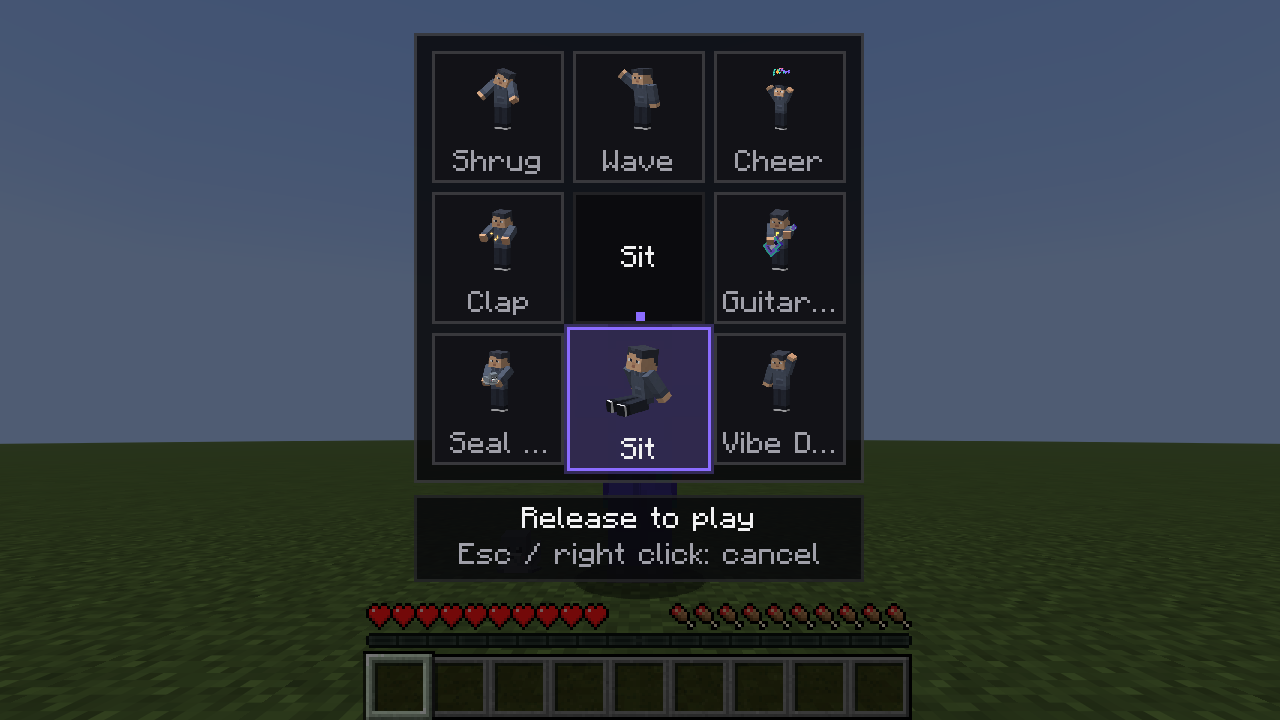 Shrug
Wave
Cheer
Clap
Sit
Guitar...
Seal ...
Sit
Vibe D...
Release to play
Esc / right click: cancel